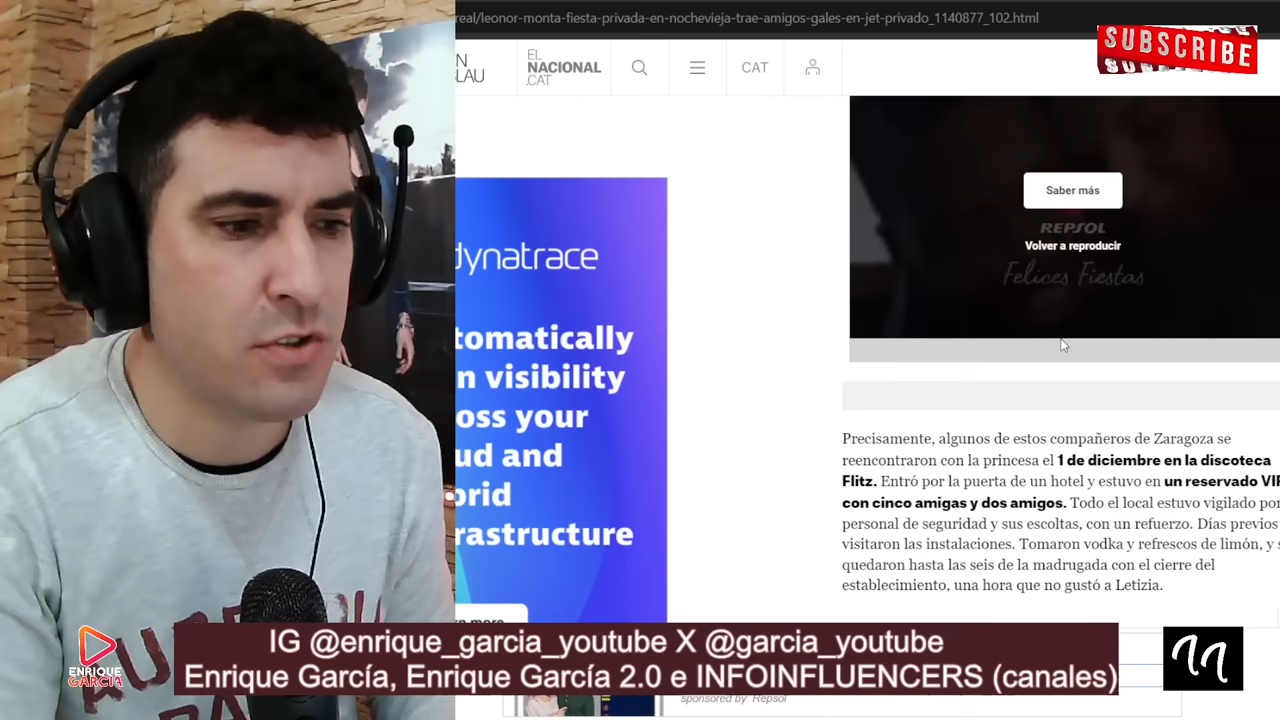 real/leonor-monta-fiesta-privada-en-nochevieja-trae-amigos-gales-en-jet-privado_1140877_102.html
SUBSCRIBE
EL
NACIONAL
.CAT
CAT
Saber más
REPSOL
Volver a reproducir
Felices Fiestas
dynatrace
tomatically
n visibility
oss your
ud and
brid
rastructure
Precisamente, algunos de estos compañeros de Zaragoza se
reencontraron con la princesa el 1 de diciembre en la discoteca
Flitz. Entró por la puerta de un hotel y estuvo en un reservado VIP
con cinco amigas y dos amigos. Todo el local estuvo vigilado por
personal de seguridad y sus escoltas, con un refuerzo. Días previos
visitaron las instalaciones. Tomaron vodka y refrescos de limón, y s
quedaron hasta las seis de la madrugada con el cierre del
establecimiento, una hora que no gustó a Letizia.
IG @enrique_garcia_youtube X @garcia_youtube
Enrique García, Enrique García 2.0 e INFOINFLUENCERS (canales)
ENRIQUE
GARCÍA
sponsored by: Repsol